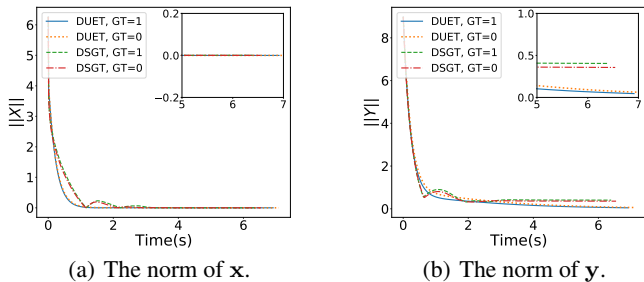 DUET, GT=1
DUET, GT=0
DSGT, GT=1
DSGT, GT=0
0.2
0.0
−0.2
5 6 7
||X||
6
5
4
3
2
1
0
0 2 4 6
Time(s)
(a) The norm of x.
DUET, GT=1
DUET, GT=0
DSGT, GT=1
DSGT, GT=0
1.0
0.5
0.0
5 6 7
||Y||
8
6
4
2
0
0 2 4 6
Time(s)
(b) The norm of y.